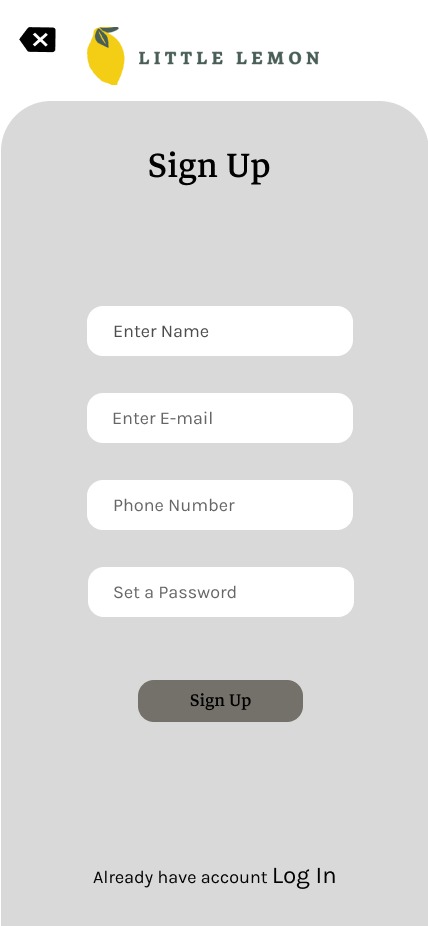 LITTLE LEMON
Sign Up
Enter Name
Enter E-mail
Phone Number
Set a Password
Sign Up
Already have account Log In